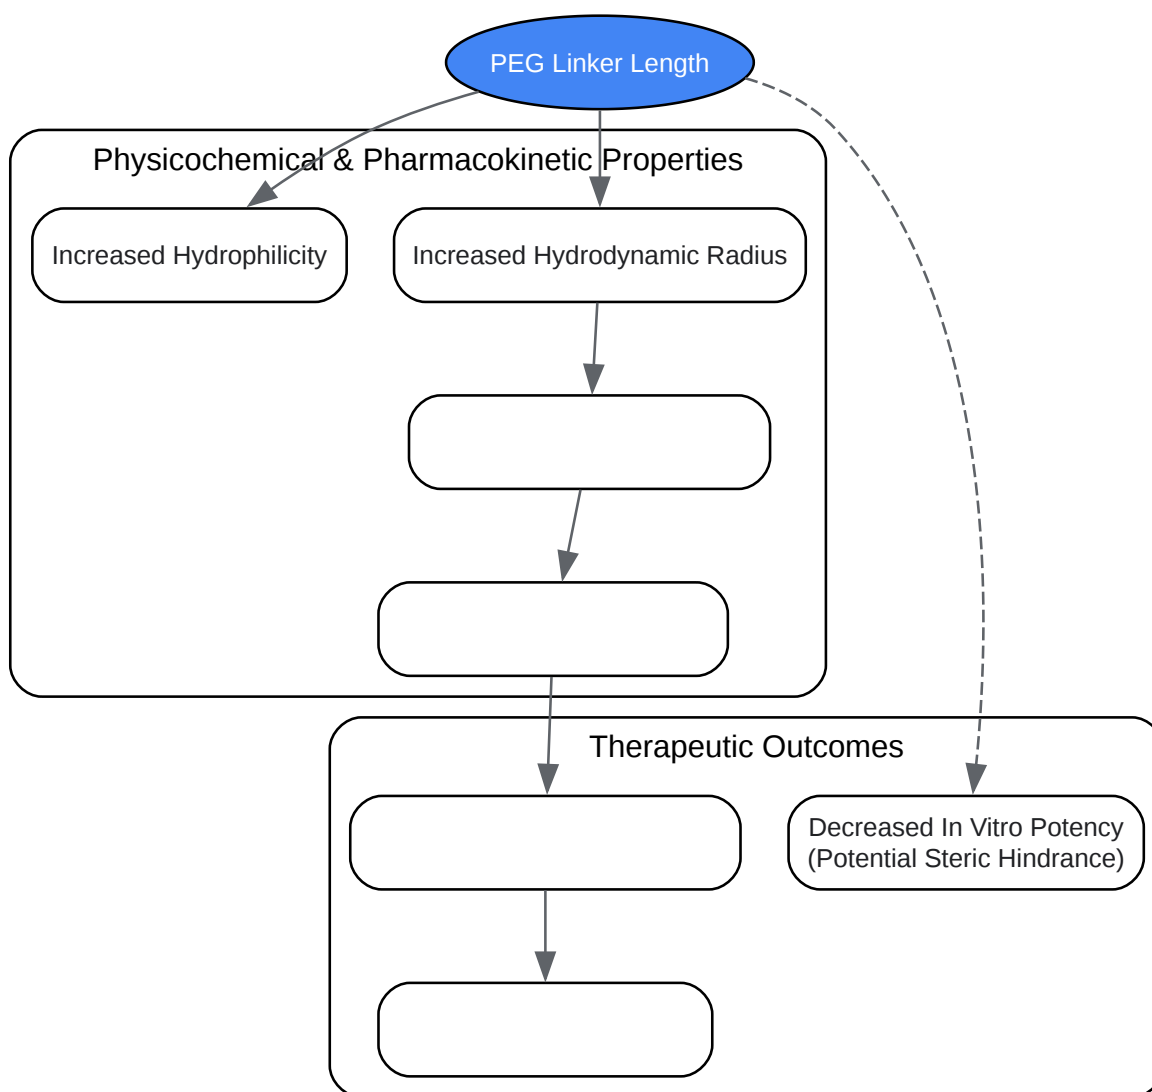 PEG Linker Length
Physicochemical & Pharmacokinetic Properties
Increased Hydrophilicity
Increased Hydrodynamic Radius
Therapeutic Outcomes
Decreased In Vitro Potency
(Potential Steric Hindrance)